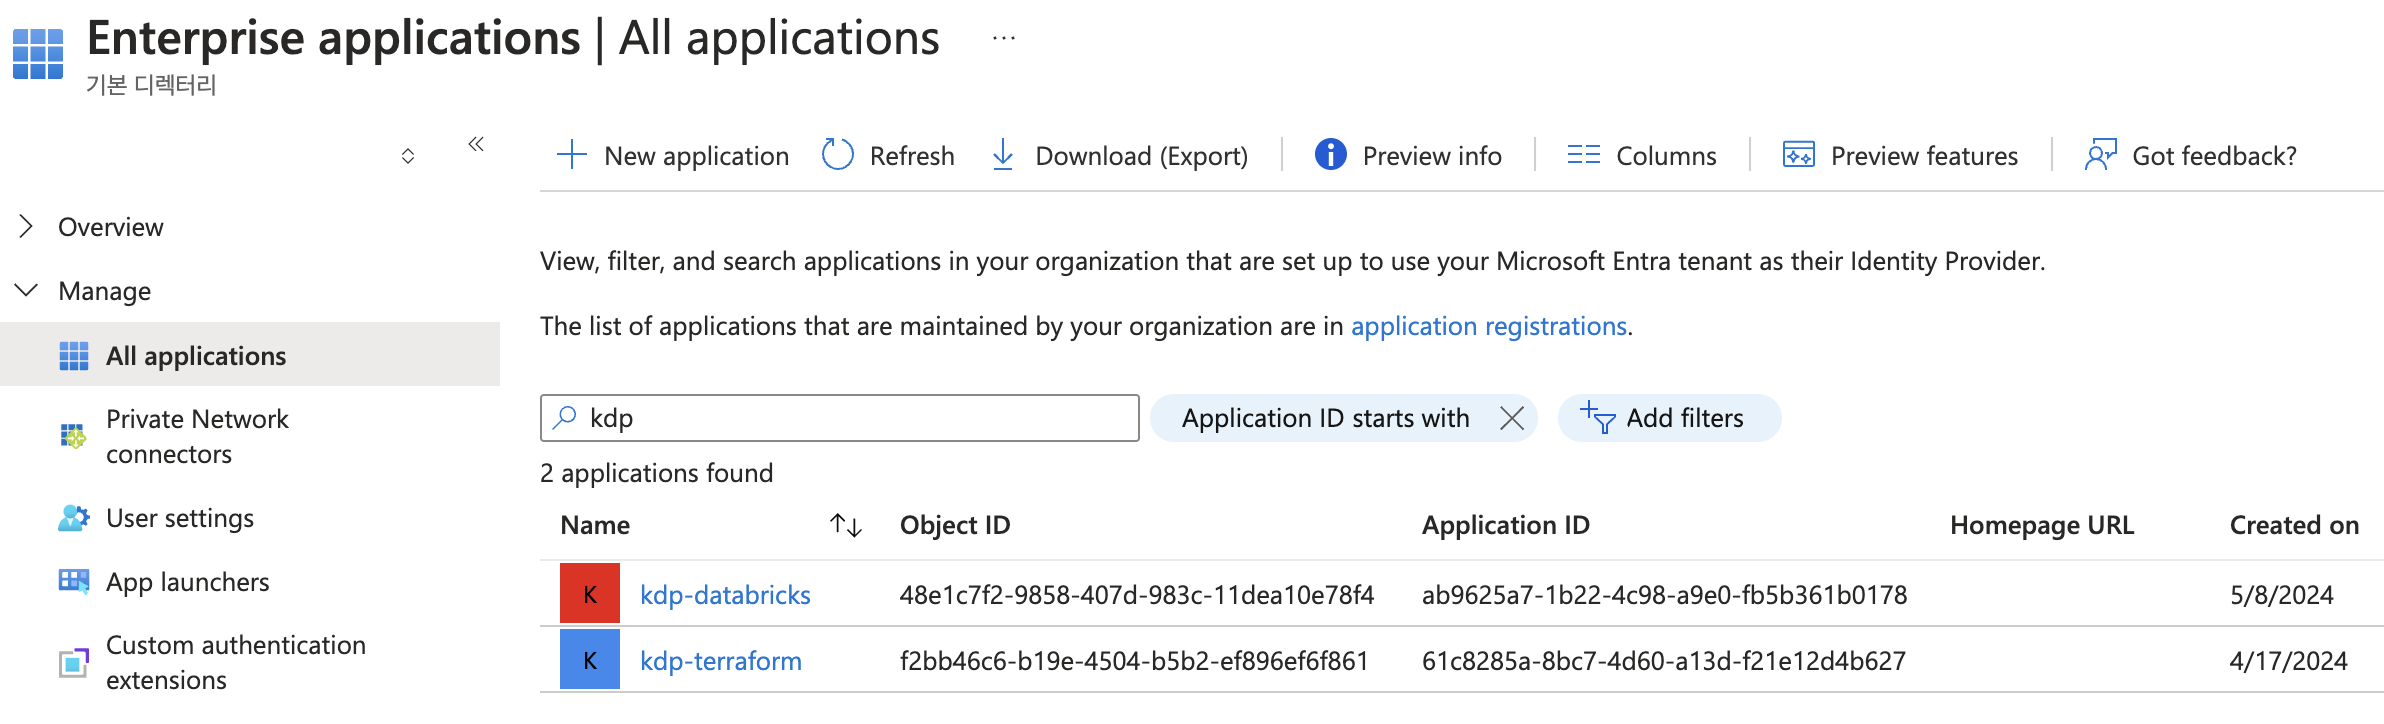 Enterprise applications | All applications ...
기본 디렉터리
New application
Refresh
Download (Export)
Preview info
Columns
Preview features
Got feedback?
Overview
Manage
All applications
Private Network
connectors
User settings
App launchers
Custom authentication
extensions
View, filter, and search applications in your organization that are set up to use your Microsoft Entra tenant as their Identity Provider.
The list of applications that are maintained by your organization are in application registrations.
kdp
Application ID starts with
Add filters
2 applications found
Name Object ID Application ID Homepage URL Created on
K kdp-databricks 48e1c7f2-9858-407d-983c-11dea10e78f4 ab9625a7-1b22-4c98-a9e0-fb5b361b0178 5/8/2024
K kdp-terraform f2bb46c6-b19e-4504-b5b2-ef896ef6f861 61c8285a-8bc7-4d60-a13d-f21e12d4b627 4/17/2024